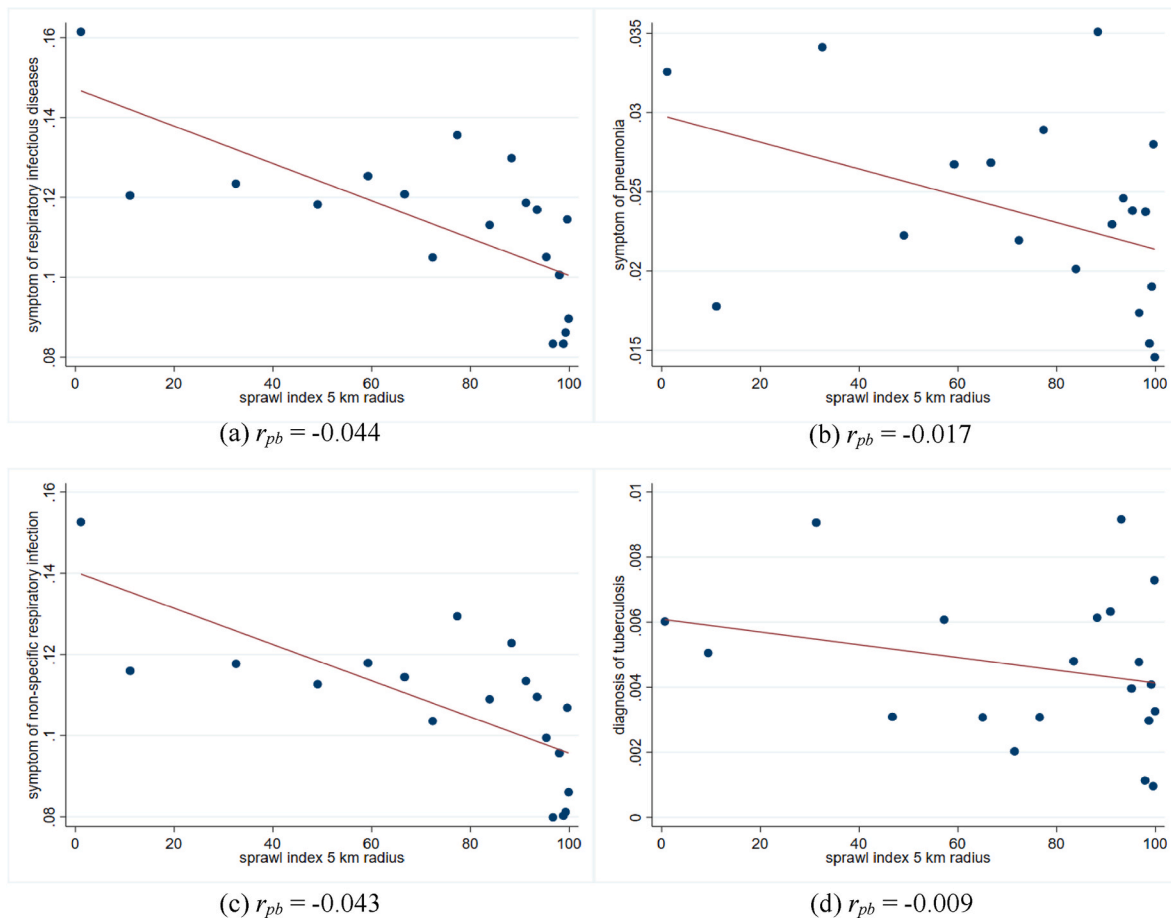 symptom of respiratory infectious diseases
.16
.14
.12
.1
.08
0 20 40 60 80 100
sprawl index 5 km radius
(a) r_pb = -0.044
symptom of pneumonia
.035
.03
.025
.02
.015
0 20 40 60 80 100
sprawl index 5 km radius
(b) r_pb = -0.017
symptom of non-specific respiratory infection
.16
.14
.12
.1
.08
0 20 40 60 80 100
sprawl index 5 km radius
(c) r_pb = -0.043
diagnosis of tuberculosis
.01
.008
.006
.004
.002
0
0 20 40 60 80 100
sprawl index 5 km radius
(d) r_pb = -0.009